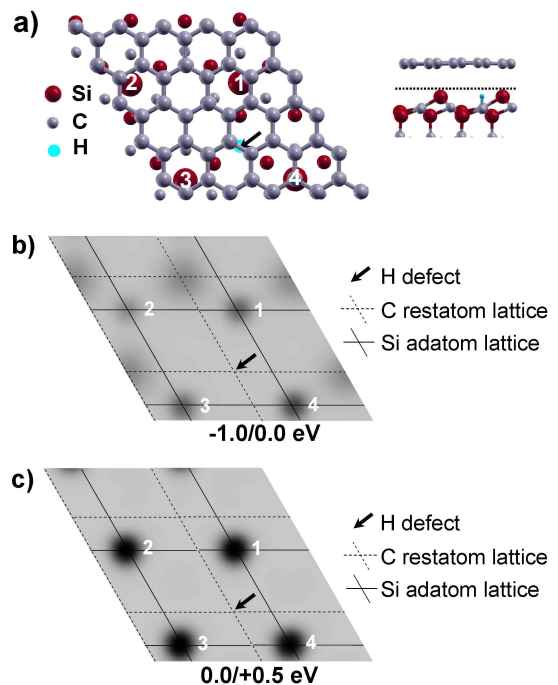 a)
2
1
Si
C
H
3
4
b)
2
1
3
4
H defect
C restatom lattice
Si adatom lattice
-1.0/0.0 eV
c)
2
1
3
4
H defect
C restatom lattice
Si adatom lattice
0.0/+0.5 eV